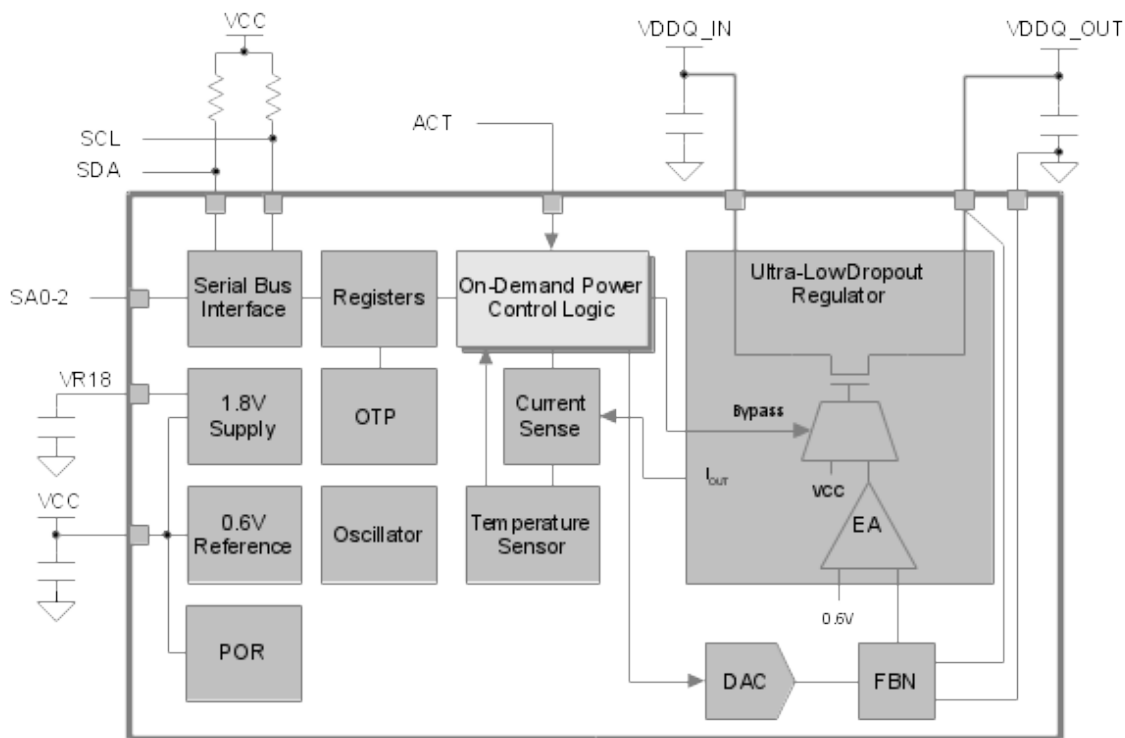 VCC
VDDQ_IN
VDDQ_OUT
SCL
ACT
SDA
SA0-2
Serial Bus
Interface
Registers
On-Demand Power
Control Logic
Ultra-LowDropout
Regulator
VR18
1.8V
Supply
OTP
Current
Sense
Bypass
IOUT
VCC
VCC
0.6V
Reference
Oscillator
Temperature
Sensor
EA
0.6V
POR
DAC
FBN